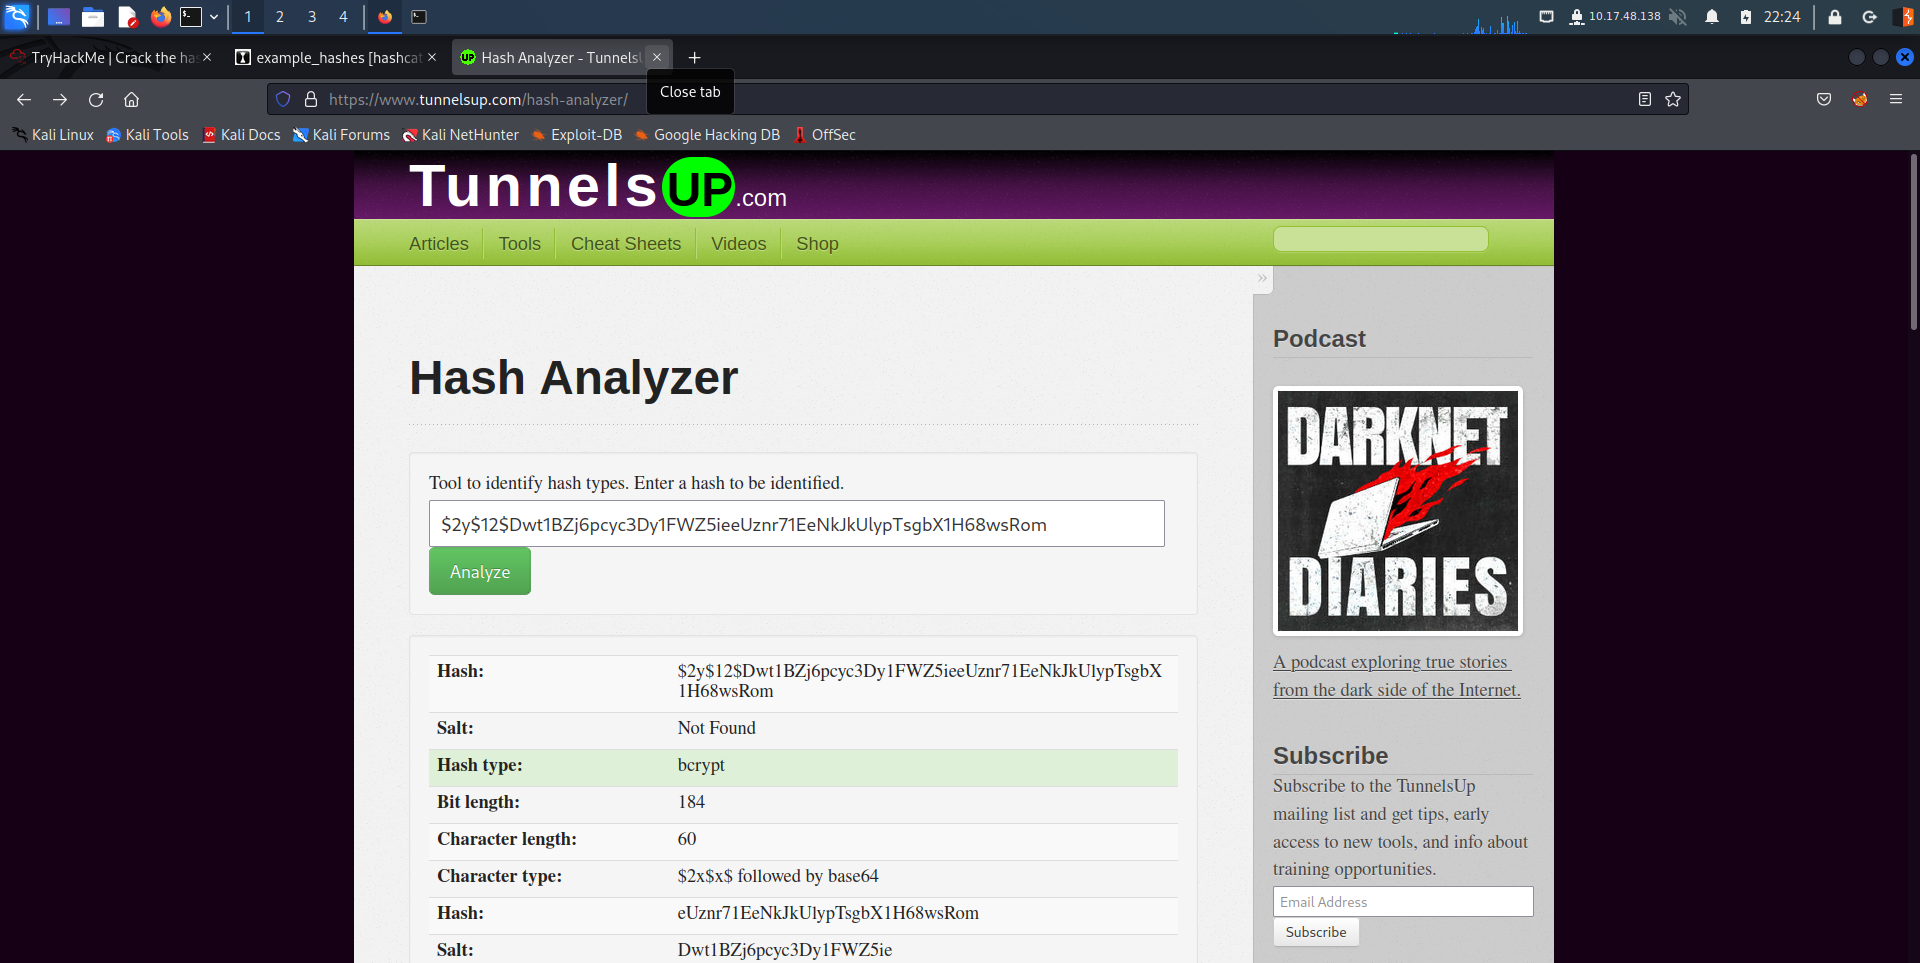 1 2 3 4 10.17.48.138 22:24
TryHackMe | Crack the has
example_hashes [hashcat
UP Hash Analyzer - Tunnelsl
Close tab
https://www.tunnelsup.com/hash-analyzer/
Kali Linux Kali Tools Kali Docs Kali Forums Kali NetHunter Exploit-DB Google Hacking DB OffSec
TunnelsUP.com
Articles Tools Cheat Sheets Videos Shop
»
Hash Analyzer
Tool to identify hash types. Enter a hash to be identified.
$2y$12$Dwt1BZj6pcyc3Dy1FWZ5ieeUznr71EeNkJkUlypTsgbX1H68wsRom
Analyze
Hash: $2y$12$Dwt1BZj6pcyc3Dy1FWZ5ieeUznr71EeNkJkUlypTsgbX
1H68wsRom
Salt: Not Found
Hash type: bcrypt
Bit length: 184
Character length: 60
Character type: $2x$x$ followed by base64
Hash: eUznr71EeNkJkUlypTsgbX1H68wsRom
Salt: Dwt1BZj6pcyc3Dy1FWZ5ie
Podcast
DARKNET
DIARIES
A podcast exploring true stories
from the dark side of the Internet.
Subscribe
Subscribe to the TunnelsUp
mailing list and get tips, early
access to new tools, and info about
training opportunities.
Email Address
Subscribe